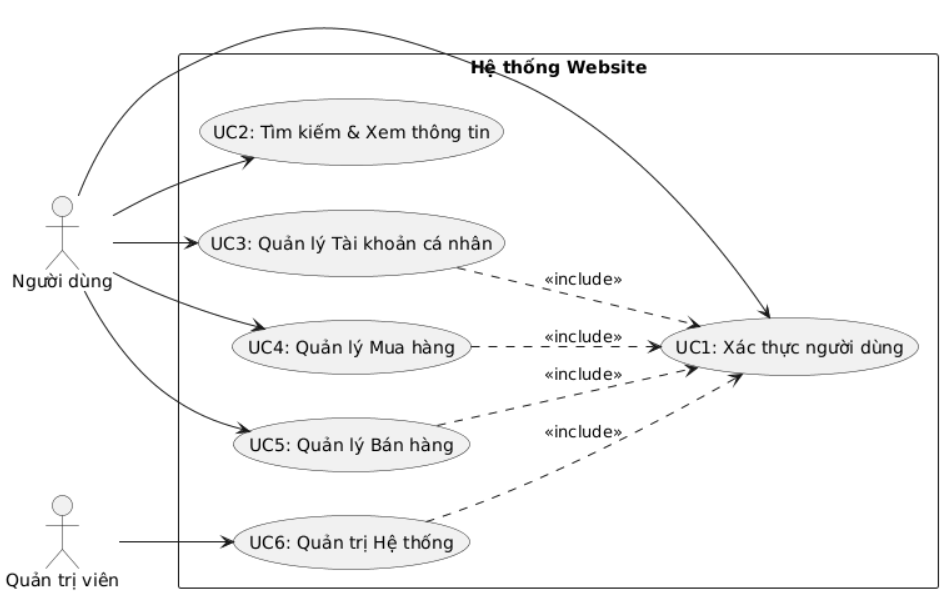 Hệ thống Website
UC2: Tìm kiếm & Xem thông tin
UC3: Quản lý Tài khoản cá nhân
Người dùng
«include»
UC4: Quản lý Mua hàng
«include»
UC1: Xác thực người dùng
«include»
UC5: Quản lý Bán hàng
«include»
UC6: Quản trị Hệ thống
Quản trị viên